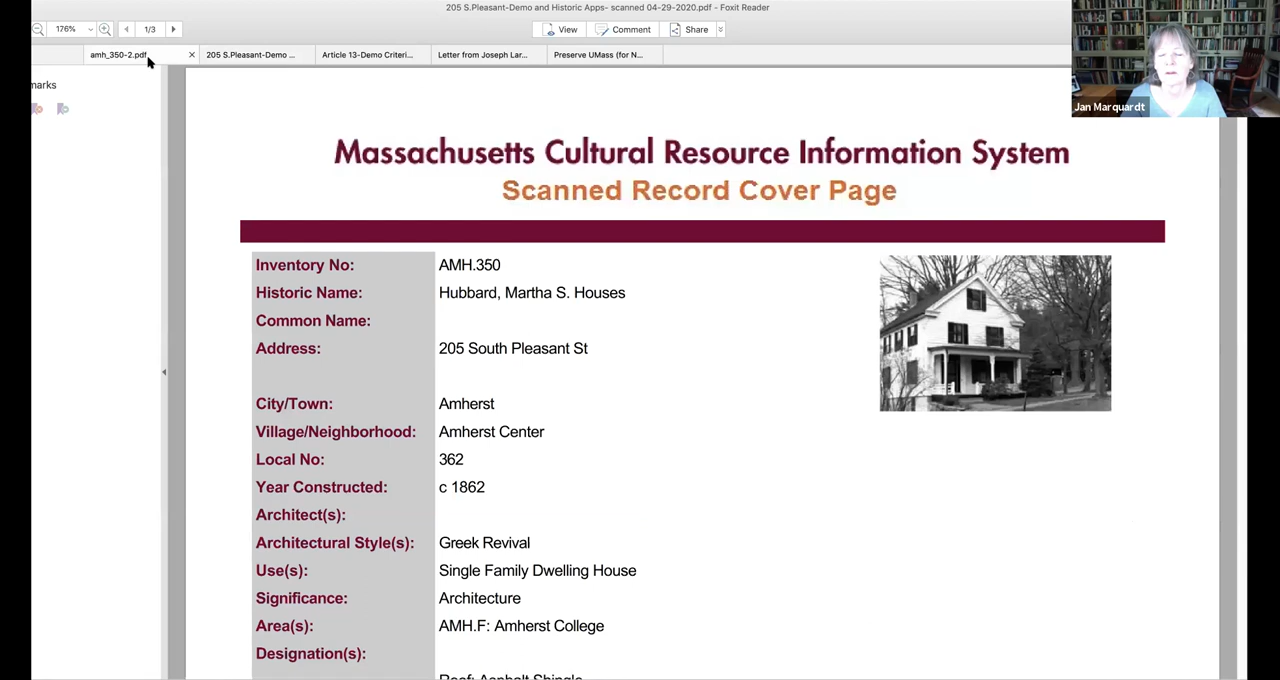 205 S.Pleasant-Demo and Historic Apps- scanned 04-29-2020.pdf - Foxit Reader
176%
1/3
View
Comment
Share
amh_350-2.pdf
205 S.Pleasant-Demo ...
Article 13-Demo Criteri...
Letter from Joseph Lar...
Preserve UMass (for N...
marks
Jan Marquardt
Massachusetts Cultural Resource Information System
Scanned Record Cover Page
Inventory No: AMH.350
Historic Name: Hubbard, Martha S. Houses
Common Name:
Address: 205 South Pleasant St
City/Town: Amherst
Village/Neighborhood: Amherst Center
Local No: 362
Year Constructed: c 1862
Architect(s):
Architectural Style(s): Greek Revival
Use(s): Single Family Dwelling House
Significance: Architecture
Area(s): AMH.F: Amherst College
Designation(s):
Roof: Asphalt Shingle